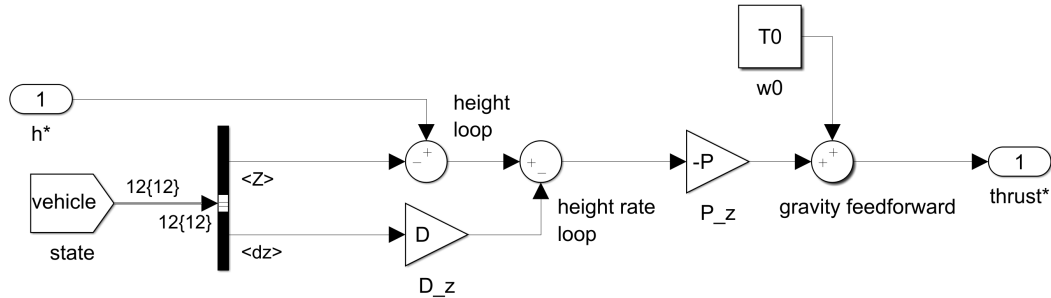 T0
w0
1
h*
height
loop
− +
+ −
-P
P_z
+ +
gravity feedforward
1
thrust*
vehicle
state
12{12}
12{12}
<Z>
<dz>
D
D_z
height rate
loop